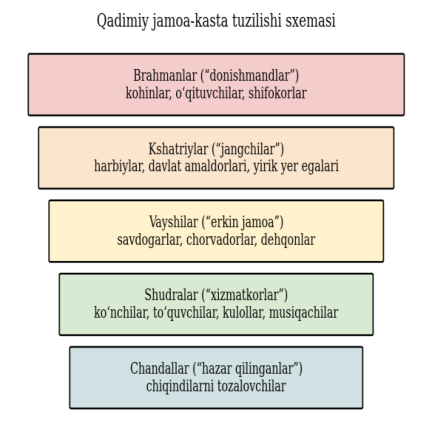 Qadimiy jamoa-kasta tuzilishi sxemasi
Brahmanlar (“donishmandlar”)
kohinlar, o‘qituvchilar, shifokorlar
Kshatriylar (“jangchilar”)
harbiylar, davlat amaldorlari, yirik yer egalari
Vayshilar (“erkin jamoa”)
savdogarlar, chorvadorlar, dehqonlar
Shudralar (“xizmatkorlar”)
ko‘nchilar, to‘quvchilar, kulollar, musiqachilar
Chandallar (“hazar qilinganlar”)
chiqindilarni tozalovchilar